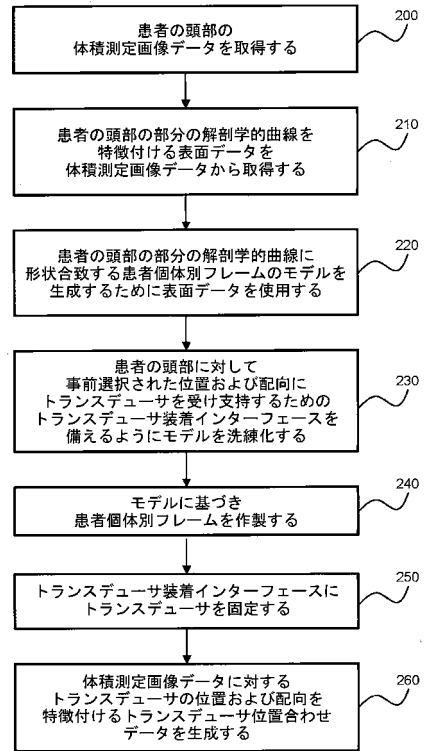 200
患者の頭部の
体積測定画像データを取得する
210
患者の頭部の部分の解剖学的曲線を
特徴付ける表面データを
体積測定画像データから取得する
220
患者の頭部の部分の解剖学的曲線に
形状合致する患者個体別フレームのモデルを
生成するために表面データを使用する
230
患者の頭部に対して
事前選択された位置および配向に
トランスデューサを受け支持するための
トランスデューサ装着インターフェースを
備えるようにモデルを洗練化する
240
モデルに基づき
患者個体別フレームを作製する
250
トランスデューサ装着インターフェースに
トランスデューサを固定する
260
体積測定画像データに対する
トランスデューサの位置および配向を
特徴付けるトランスデューサ位置合わせ
データを生成する